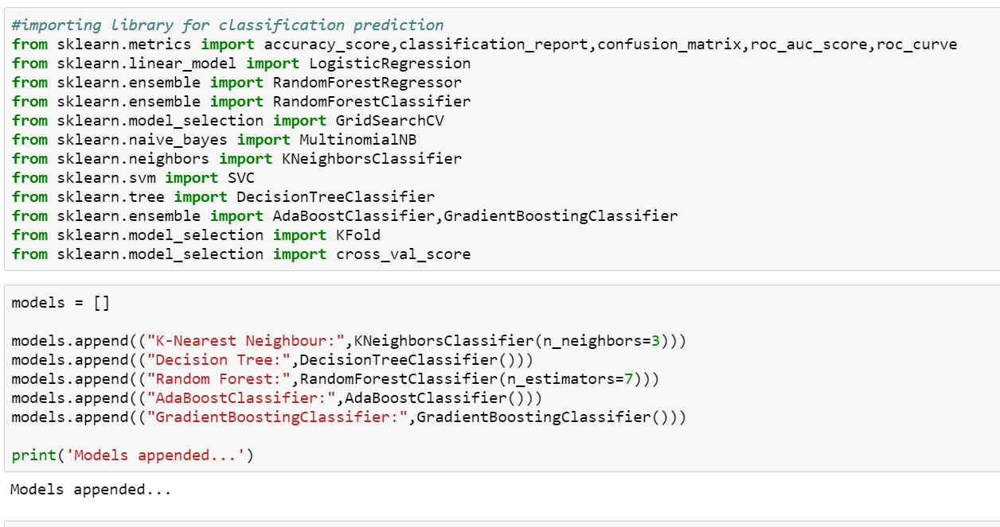 #importing library for classification prediction
from sklearn.metrics import accuracy_score,classification_report,confusion_matrix,roc_auc_score,roc_curve
from sklearn.linear_model import LogisticRegression
from sklearn.ensemble import RandomForestRegressor
from sklearn.ensemble import RandomForestClassifier
from sklearn.model_selection import GridSearchCV
from sklearn.naive_bayes import MultinomialNB
from sklearn.neighbors import KNeighborsClassifier
from sklearn.svm import SVC
from sklearn.tree import DecisionTreeClassifier
from sklearn.ensemble import AdaBoostClassifier,GradientBoostingClassifier
from sklearn.model_selection import KFold
from sklearn.model_selection import cross_val_score
models = []
models.append(("K-Nearest Neighbour:",KNeighborsClassifier(n_neighbors=3)))
models.append(("Decision Tree:",DecisionTreeClassifier()))
models.append(("Random Forest:",RandomForestClassifier(n_estimators=7)))
models.append(("AdaBoostClassifier:",AdaBoostClassifier()))
models.append(("GradientBoostingClassifier:",GradientBoostingClassifier()))
print('Models appended...')
Models appended...